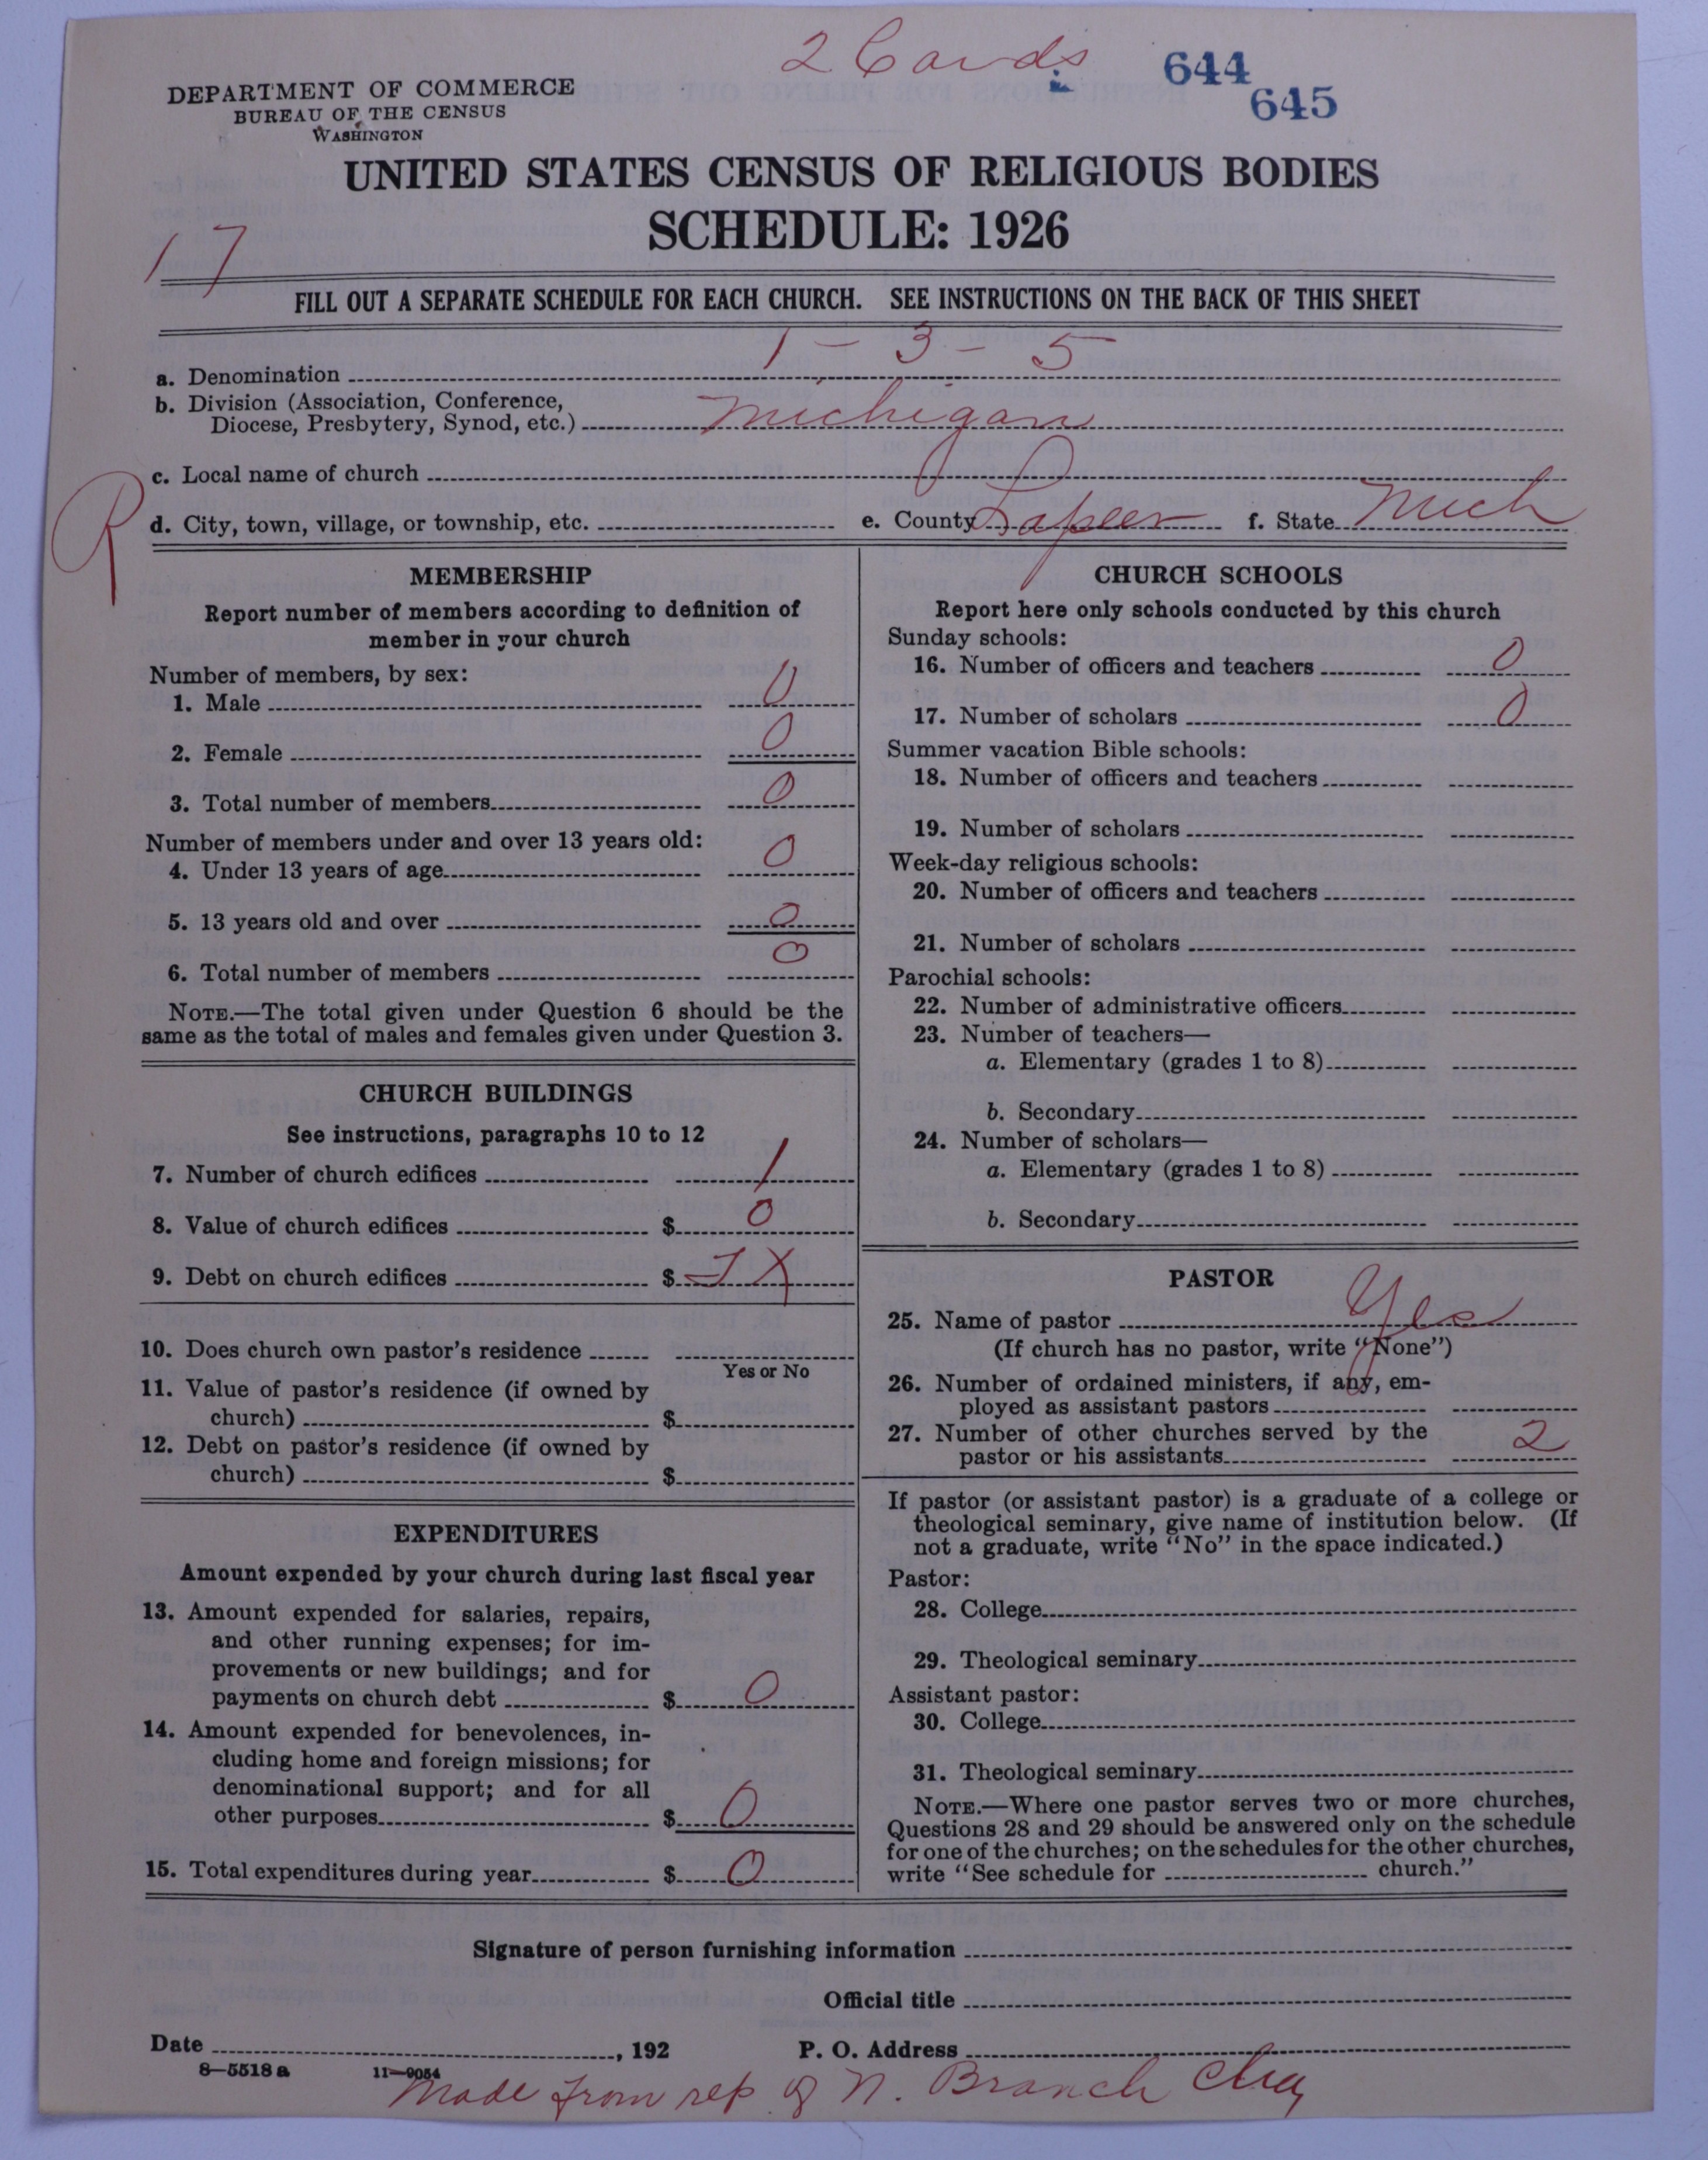 2 Cards
644
645
DEPARTMENT OF COMMERCE
BUREAU OF THE CENSUS
WASHINGTON
UNITED STATES CENSUS OF RELIGIOUS BODIES
SCHEDULE: 1926
17
FILL OUT A SEPARATE SCHEDULE FOR EACH CHURCH. SEE INSTRUCTIONS ON THE BACK OF THIS SHEET
a. Denomination 1 - 3 - 5
b. Division (Association, Conference,
Diocese, Presbytery, Synod, etc.) Michigan
c. Local name of church
R
d. City, town, village, or township, etc. e. County Lapeer f. State Mich
MEMBERSHIP
Report number of members according to definition of
member in your church
Number of members, by sex:
1. Male 0
2. Female 0
3. Total number of members 0
Number of members under and over 13 years old:
4. Under 13 years of age 0
5. 13 years old and over 0
6. Total number of members 0
NOTE.—The total given under Question 6 should be the
same as the total of males and females given under Question 3.
CHURCH BUILDINGS
See instructions, paragraphs 10 to 12
7. Number of church edifices 1
8. Value of church edifices $ 0
9. Debt on church edifices $ X
10. Does church own pastor's residence
Yes or No
11. Value of pastor's residence (if owned by
church) $
12. Debt on pastor's residence (if owned by
church) $
EXPENDITURES
Amount expended by your church during last fiscal year
13. Amount expended for salaries, repairs,
and other running expenses; for im-
provements or new buildings; and for
payments on church debt $ 0
14. Amount expended for benevolences, in-
cluding home and foreign missions; for
denominational support; and for all
other purposes $ 0
15. Total expenditures during year $ 0
CHURCH SCHOOLS
Report here only schools conducted by this church
Sunday schools:
16. Number of officers and teachers 0
17. Number of scholars 0
Summer vacation Bible schools:
18. Number of officers and teachers
19. Number of scholars
Week-day religious schools:
20. Number of officers and teachers
21. Number of scholars
Parochial schools:
22. Number of administrative officers
23. Number of teachers—
a. Elementary (grades 1 to 8)
b. Secondary
24. Number of scholars—
a. Elementary (grades 1 to 8)
b. Secondary
PASTOR
25. Name of pastor Yes
(If church has no pastor, write "None")
26. Number of ordained ministers, if any, em-
ployed as assistant pastors
27. Number of other churches served by the
pastor or his assistants 2
If pastor (or assistant pastor) is a graduate of a college or
theological seminary, give name of institution below. (If
not a graduate, write "No" in the space indicated.)
Pastor:
28. College
29. Theological seminary
Assistant pastor:
30. College
31. Theological seminary
NOTE.—Where one pastor serves two or more churches,
Questions 28 and 29 should be answered only on the schedule
for one of the churches; on the schedules for the other churches,
write "See schedule for church."
Signature of person furnishing information
Official title
Date , 192 P. O. Address
8—5518 a 11—9054
Made from rep of N. Branch